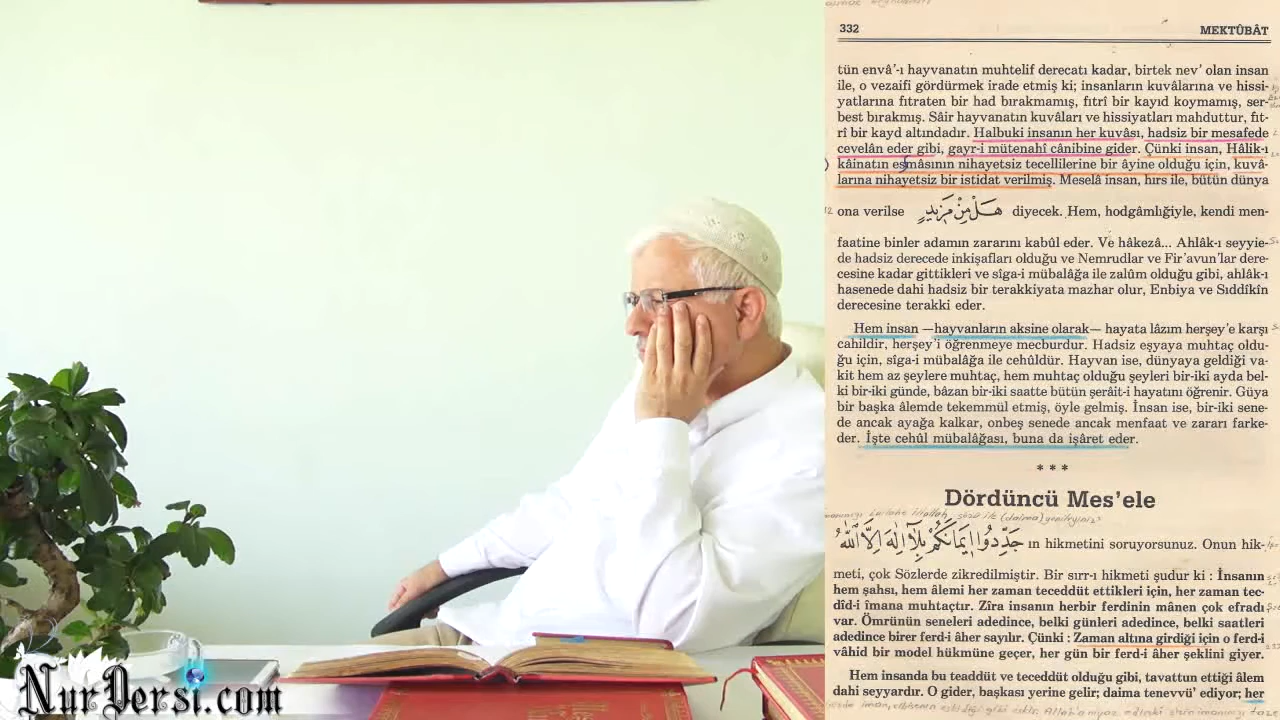 332 MEKTÛBÂT
tün envâ'-ı hayvanatın muhtelif derecatı kadar, birtek nev' olan insan
ile, o vezaifi gördürmek irade etmiş ki; insanların kuvâlarına ve hissi-
yatlarına fıtraten bir had bırakmamış, fıtrî bir kayıd koymamış, ser-
best bırakmış. Sâir hayvanatın kuvâları ve hissiyatları mahduttur, fıt-
rî bir kayd altındadır. Halbuki insanın her kuvâsı, hadsiz bir mesafede
cevelân eder gibi, gayr-i mütenahî cânibine gider. Çünki insan, Hâlik-ı
kâinatın esmâsının nihayetsiz tecellilerine bir âyine olduğu için, kuvâ-
larına nihayetsiz bir istidat verilmiş. Meselâ insan, hırs ile, bütün dünya
ona verilse هَلْ مِنْ مَزِيدٍ diyecek. Hem, hodgâmlığiyle, kendi men-
faatine binler adamın zararını kabûl eder. Ve hâkezâ... Ahlâk-ı seyyie-
de hadsiz derecede inkişafları olduğu ve Nemrudlar ve Fir'avun'lar dere-
cesine kadar gittikleri ve sîga-i mübalâğa ile zalûm olduğu gibi, ahlâk-ı
hasenede dahi hadsiz bir terakkiyata mazhar olur, Enbiya ve Sıddîkîn
derecesine terakki eder.
Hem insan —hayvanların aksine olarak— hayata lâzım herşey'e karşı
cahildir, herşey'i öğrenmeye mecburdur. Hadsiz eşyaya muhtaç oldu-
ğu için, sîga-i mübalâğa ile cehûldür. Hayvan ise, dünyaya geldiği va-
kit hem az şeylere muhtaç, hem muhtaç olduğu şeyleri bir-iki ayda bel-
ki bir-iki günde, bâzan bir-iki saatte bütün şerâit-i hayatını öğrenir. Güya
bir başka âlemde tekemmül etmiş, öyle gelmiş. İnsan ise, bir-iki sene-
de ancak ayağa kalkar, onbeş senede ancak menfaat ve zararı farke-
der. İşte cehûl mübalâğası, buna da işâret eder.
* * *
Dördüncü Mes'ele
جَدِّدُوا اِيمَانَكُمْ بِلَا اِلٰهَ اِلَّا اللّٰهُ ın hikmetini soruyorsunuz. Onun hik-
meti, çok Sözlerde zikredilmiştir. Bir sırr-ı hikmeti şudur ki : İnsanın
hem şahsı, hem âlemi her zaman teceddüt ettikleri için, her zaman tec-
dîd-i îmana muhtaçtır. Zîra insanın herbir ferdinin mânen çok efradı
var. Ömrünün seneleri adedince, belki günleri adedince, belki saatleri
adedince birer ferd-i âher sayılır. Çünki : Zaman altına girdiği için o ferd-i
vâhid bir model hükmüne geçer, her gün bir ferd-i âher şeklini giyer.
Hem insanda bu teaddüt ve teceddüt olduğu gibi, tavattun ettiği âlem
dahi seyyardır. O gider, başkası yerine gelir; daima tenevvü' ediyor; her
NurDersi.com